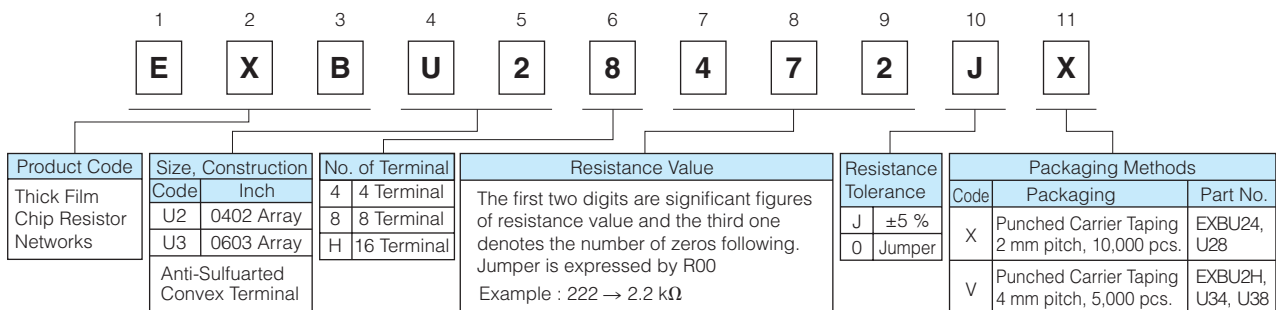 1 2 3 4 5 6 7 8 9 10 11
E X B U 2 8 4 7 2 J X
Product Code
Thick Film
Chip Resistor
Networks
Size, Construction
Code Inch
U2 0402 Array
U3 0603 Array
Anti-Sulfuarted
Convex Terminal
No. of Terminal
4 4 Terminal
8 8 Terminal
H 16 Terminal
Resistance Value
The first two digits are significant figures
of resistance value and the third one
denotes the number of zeros following.
Jumper is expressed by R00
Example : 222 → 2.2 kΩ
Resistance
Tolerance
J ±5 %
0 Jumper
Packaging Methods
Code Packaging Part No.
X Punched Carrier Taping
2 mm pitch, 10,000 pcs.
EXBU24,
U28
V Punched Carrier Taping
4 mm pitch, 5,000 pcs.
EXBU2H,
U34, U38